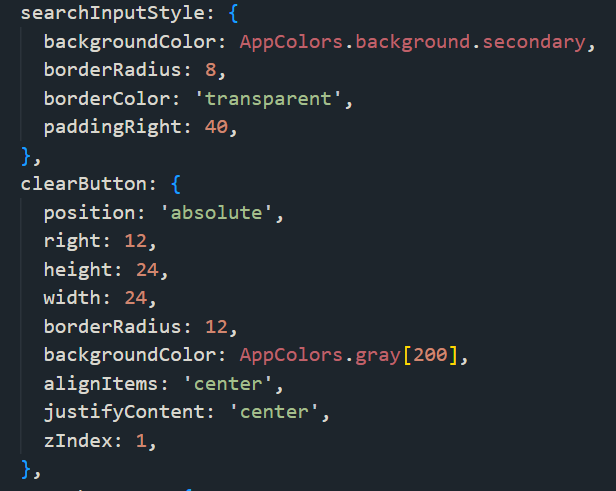 searchInputStyle: {
backgroundColor: AppColors.background.secondary,
borderRadius: 8,
borderColor: 'transparent',
paddingRight: 40,
},
clearButton: {
position: 'absolute',
right: 12,
height: 24,
width: 24,
borderRadius: 12,
backgroundColor: AppColors.gray[200],
alignItems: 'center',
justifyContent: 'center',
zIndex: 1,
},